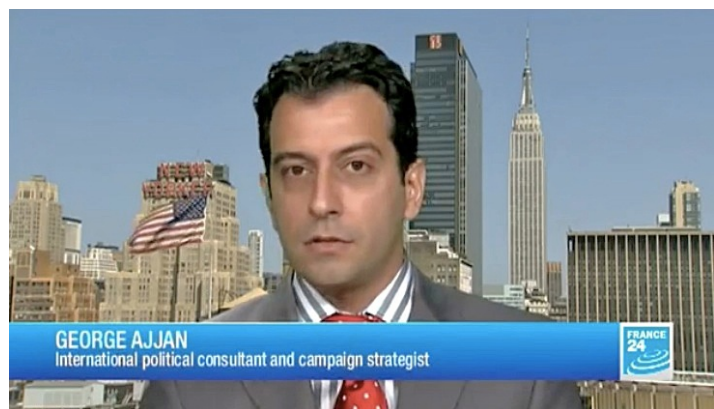 NEW
YORKER
GEORGE AJJAN
International political consultant and campaign strategist
FRANCE
24